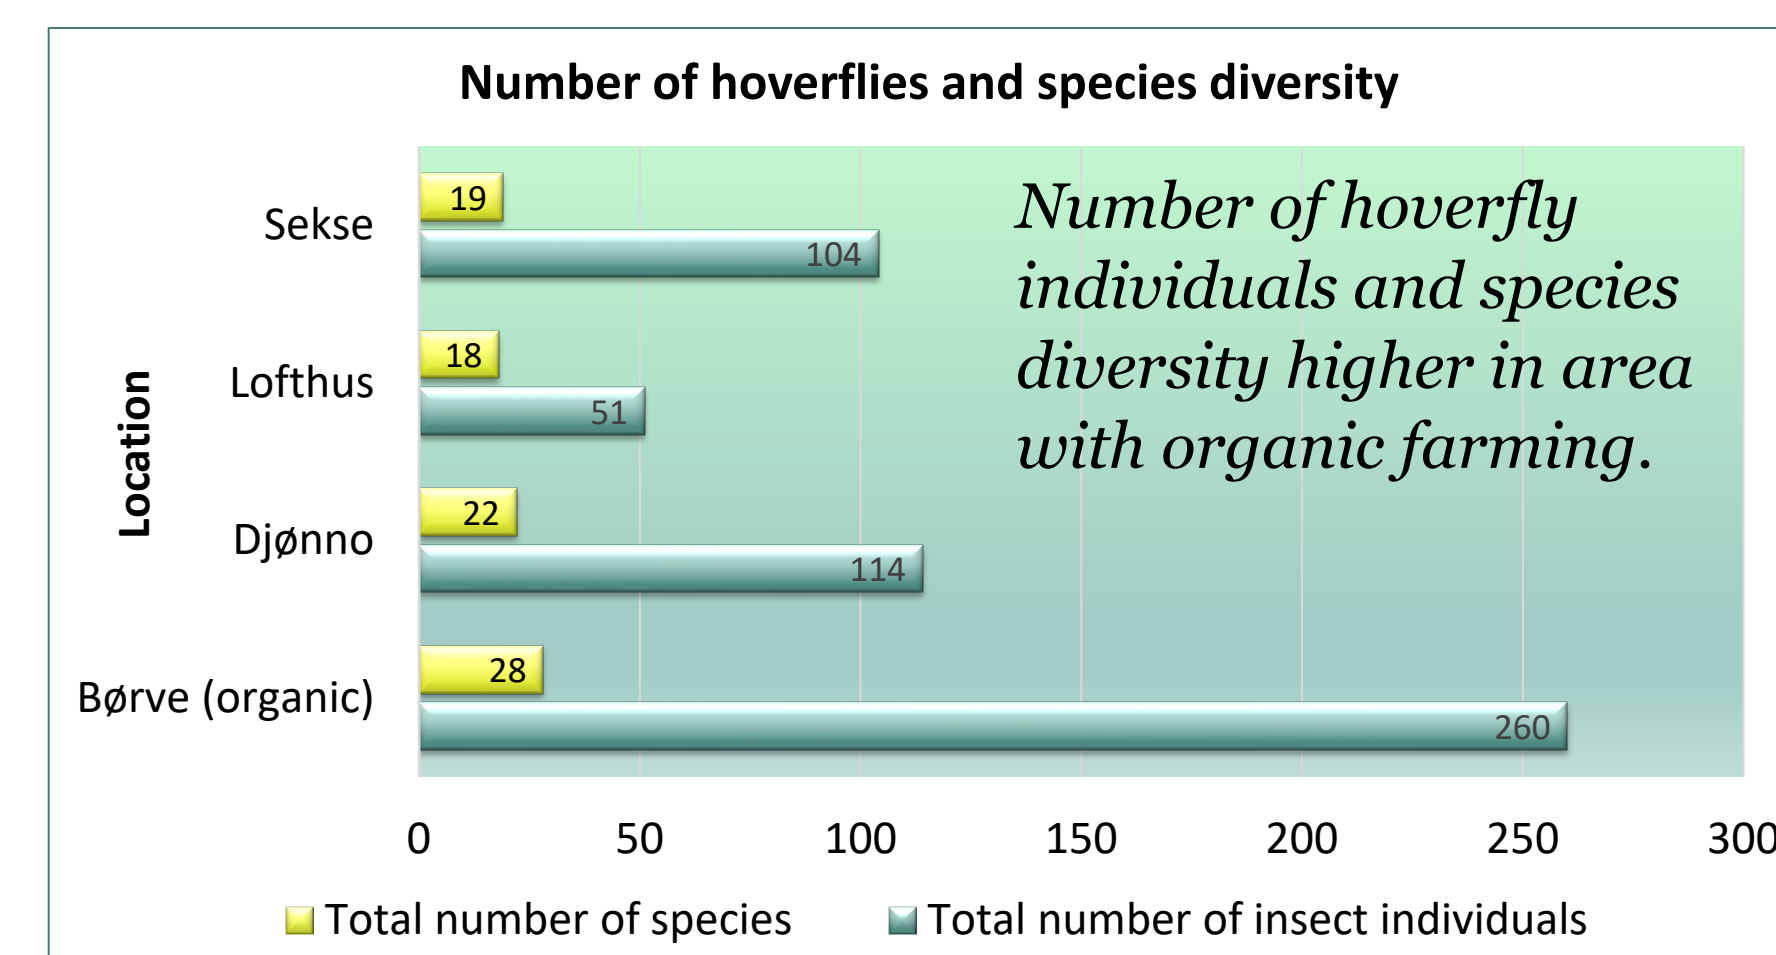 Number of hoverflies and species diversity
Number of hoverfly
individuals and species
diversity higher in area
with organic farming.
Location
Sekse
19
104
Lofthus
18
51
Djønno
22
114
Børve (organic)
28
260
0 50 100 150 200 250 300
Total number of species Total number of insect individuals